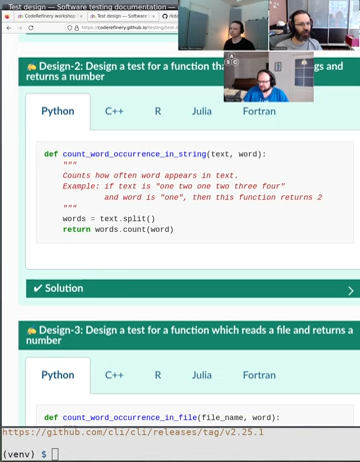 Test design — Software testing documentation —
CodeRefinery workshop
Test design — Software
https://coderefinery.github.io/testing/test
Design-2: Design a test for a function tha
gs and
returns a number
Python C++ R Julia Fortran
def count_word_occurrence_in_string(text, word):
"""
Counts how often word appears in text.
Example: if text is "one two one two three four"
and word is "one", then this function returns 2
"""
words = text.split()
return words.count(word)
✔ Solution
Design-3: Design a test for a function which reads a file and returns a
number
Python C++ R Julia Fortran
def count_word_occurrence_in_file(file_name, word):
https://github.com/cli/cli/releases/tag/v2.25.1
(venv) $